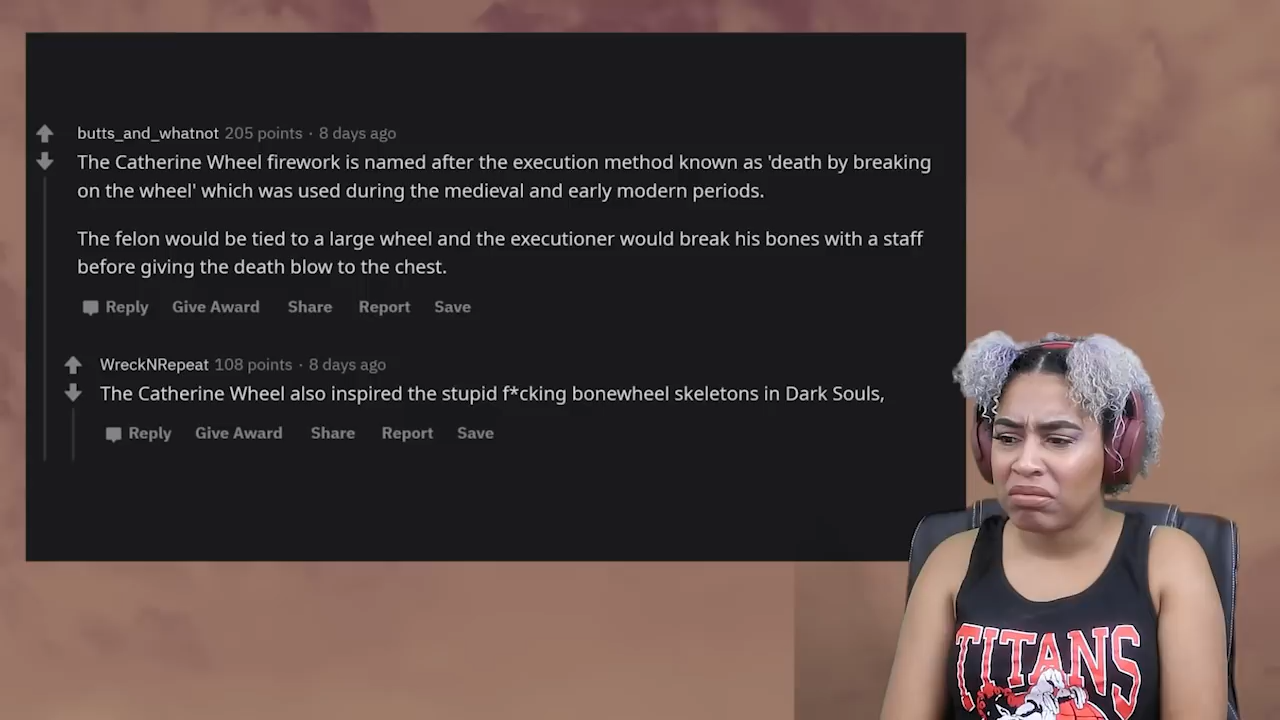 butts_and_whatnot 205 points · 8 days ago
The Catherine Wheel firework is named after the execution method known as 'death by breaking
on the wheel' which was used during the medieval and early modern periods.
The felon would be tied to a large wheel and the executioner would break his bones with a staff
before giving the death blow to the chest.
Reply Give Award Share Report Save
WreckNRepeat 108 points · 8 days ago
The Catherine Wheel also inspired the stupid f*cking bonewheel skeletons in Dark Souls,
Reply Give Award Share Report Save
TITANS